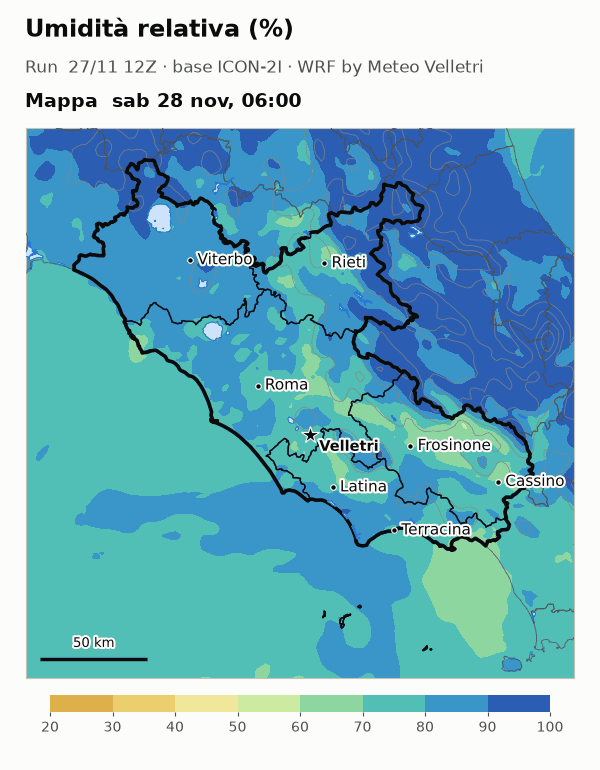 Umidità relativa (%)
Run 27/11 12Z · base ICON-2I · WRF by Meteo Velletri
Mappa sab 28 nov, 06:00
Viterbo
Rieti
Roma
Velletri
Frosinone
Latina
Cassino
Terracina
50 km
20 30 40 50 60 70 80 90 100